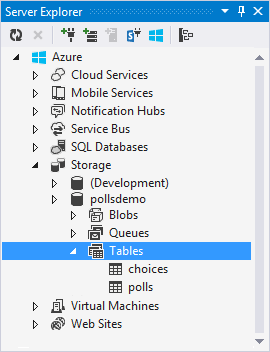 Server Explorer
Azure
Cloud Services
Mobile Services
Notification Hubs
Service Bus
SQL Databases
Storage
(Development)
pollsdemo
Blobs
Queues
Tables
choices
polls
Virtual Machines
Web Sites